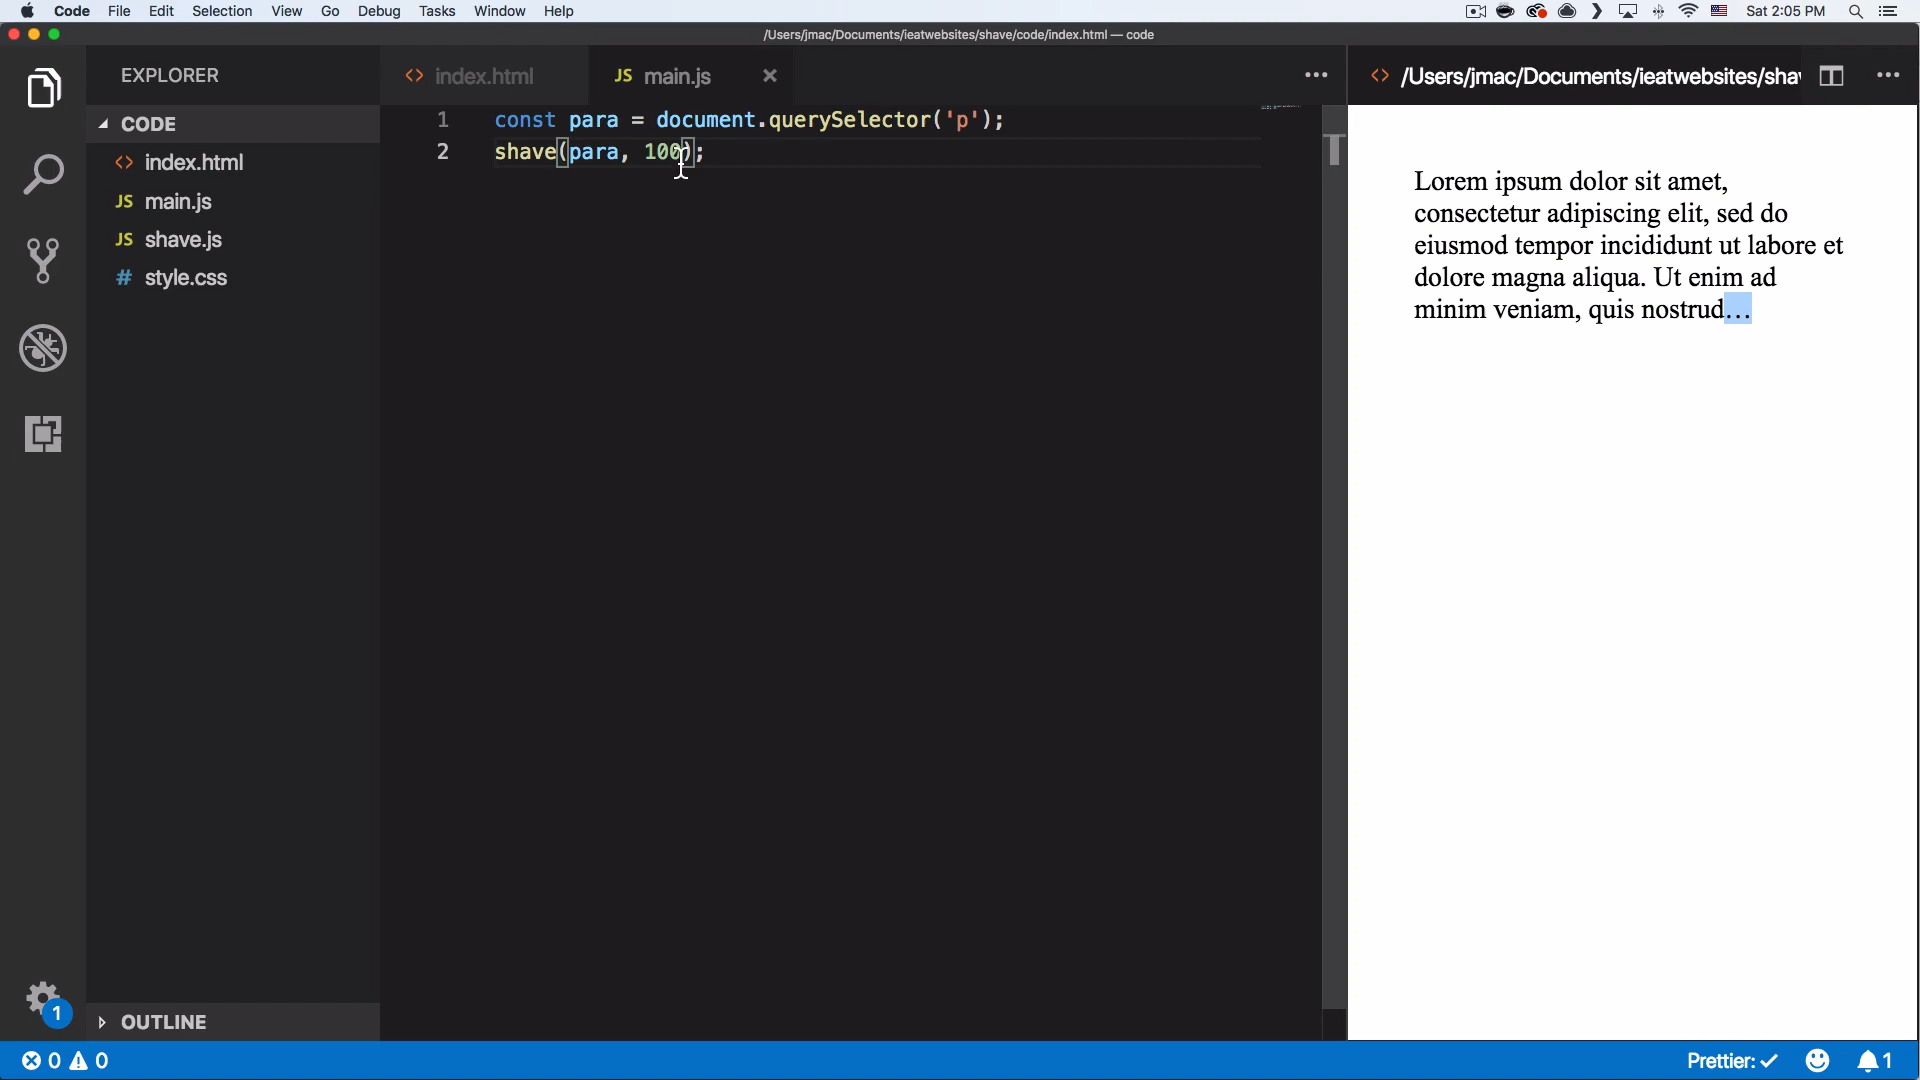 Code File Edit Selection View Go Debug Tasks Window Help Sat 2:05 PM
/Users/jmac/Documents/ieatwebsites/shave/code/index.html — code
EXPLORER
<> index.html JS main.js ×
<> /Users/jmac/Documents/ieatwebsites/sha
CODE
<> index.html
JS main.js
JS shave.js
# style.css
1 const para = document.querySelector('p');
2 shave(para, 100);
Lorem ipsum dolor sit amet,
consectetur adipiscing elit, sed do
eiusmod tempor incididunt ut labore et
dolore magna aliqua. Ut enim ad
minim veniam, quis nostrud…
1
OUTLINE
0 0 Prettier: ✓ 1